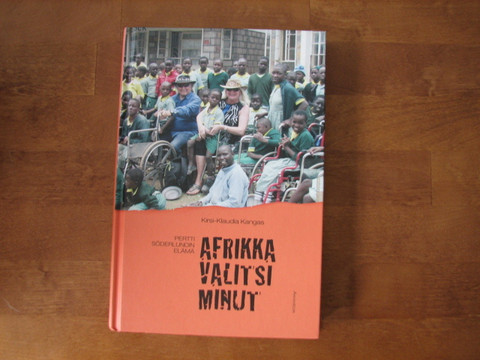 Kirsi-Klaudia Kangas
PERTTI
SÖDERLUNDIN
ELÄMÄ
AFRIKKA
VALITSI
MINUT